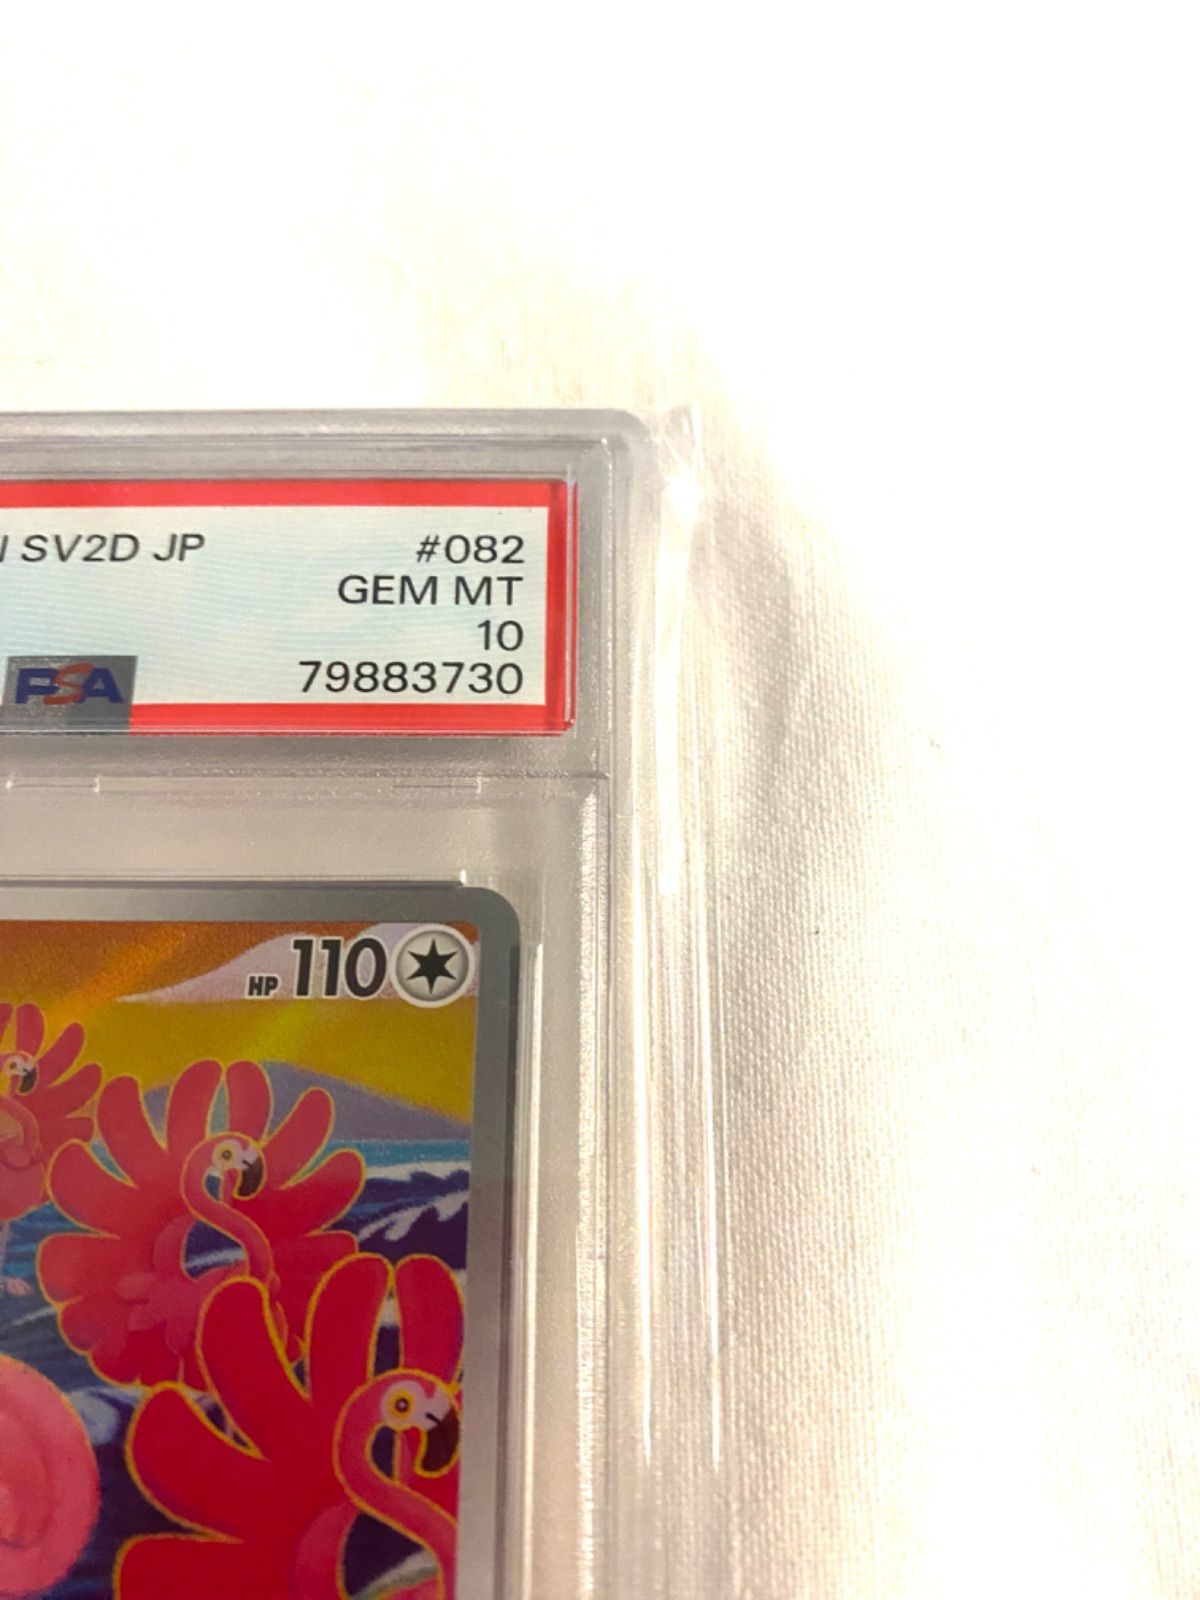 SV2D JP #082
GEM MT
10
PSA 79883730
HP 110